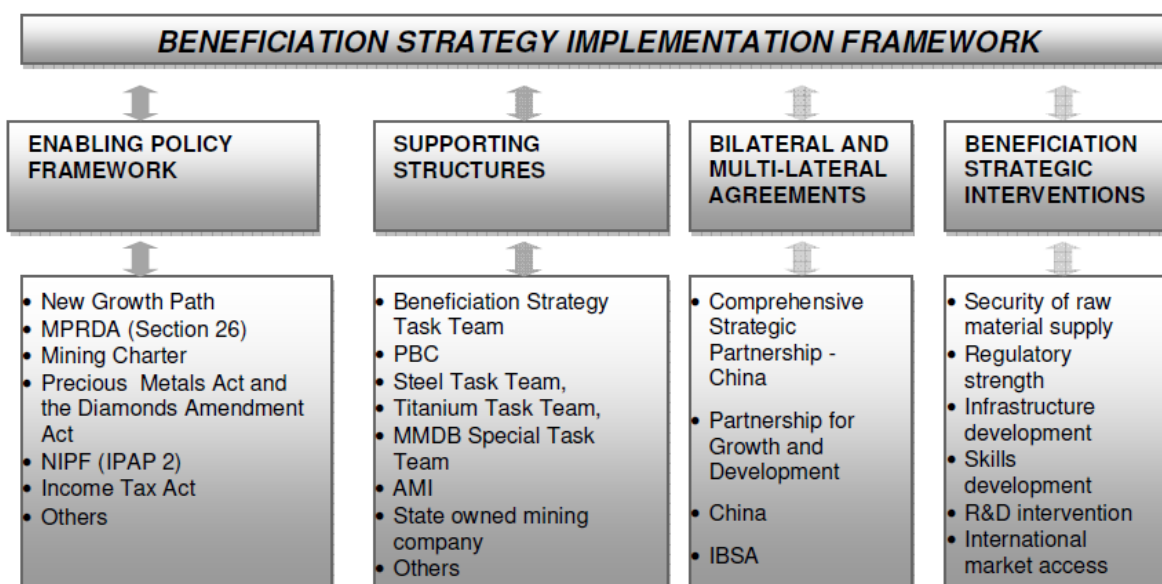 BENEFICIATION STRATEGY IMPLEMENTATION FRAMEWORK
ENABLING POLICY
FRAMEWORK
• New Growth Path
• MPRDA (Section 26)
• Mining Charter
• Precious Metals Act and
the Diamonds Amendment
Act
• NIPF (IPAP 2)
• Income Tax Act
• Others
SUPPORTING
STRUCTURES
• Beneficiation Strategy
Task Team
• PBC
• Steel Task Team,
• Titanium Task Team,
• MMDB Special Task
Team
• AMI
• State owned mining
company
• Others
BILATERAL AND
MULTI-LATERAL
AGREEMENTS
• Comprehensive
Strategic
Partnership -
China
• Partnership for
Growth and
Development
• China
• IBSA
BENEFICIATION
STRATEGIC
INTERVENTIONS
• Security of raw
material supply
• Regulatory
strength
• Infrastructure
development
• Skills
development
• R&D intervention
• International
market access